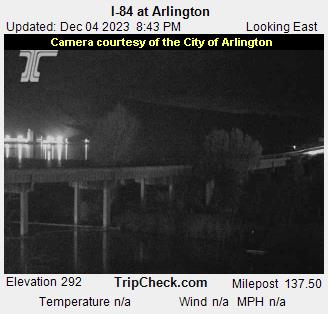 I-84 at Arlington
Updated: Dec 04 2023 8:43 PM Looking East
Camera courtesy of the City of Arlington
Elevation 292 TripCheck.com Milepost 137.50
Temperature n/a Wind n/a MPH n/a